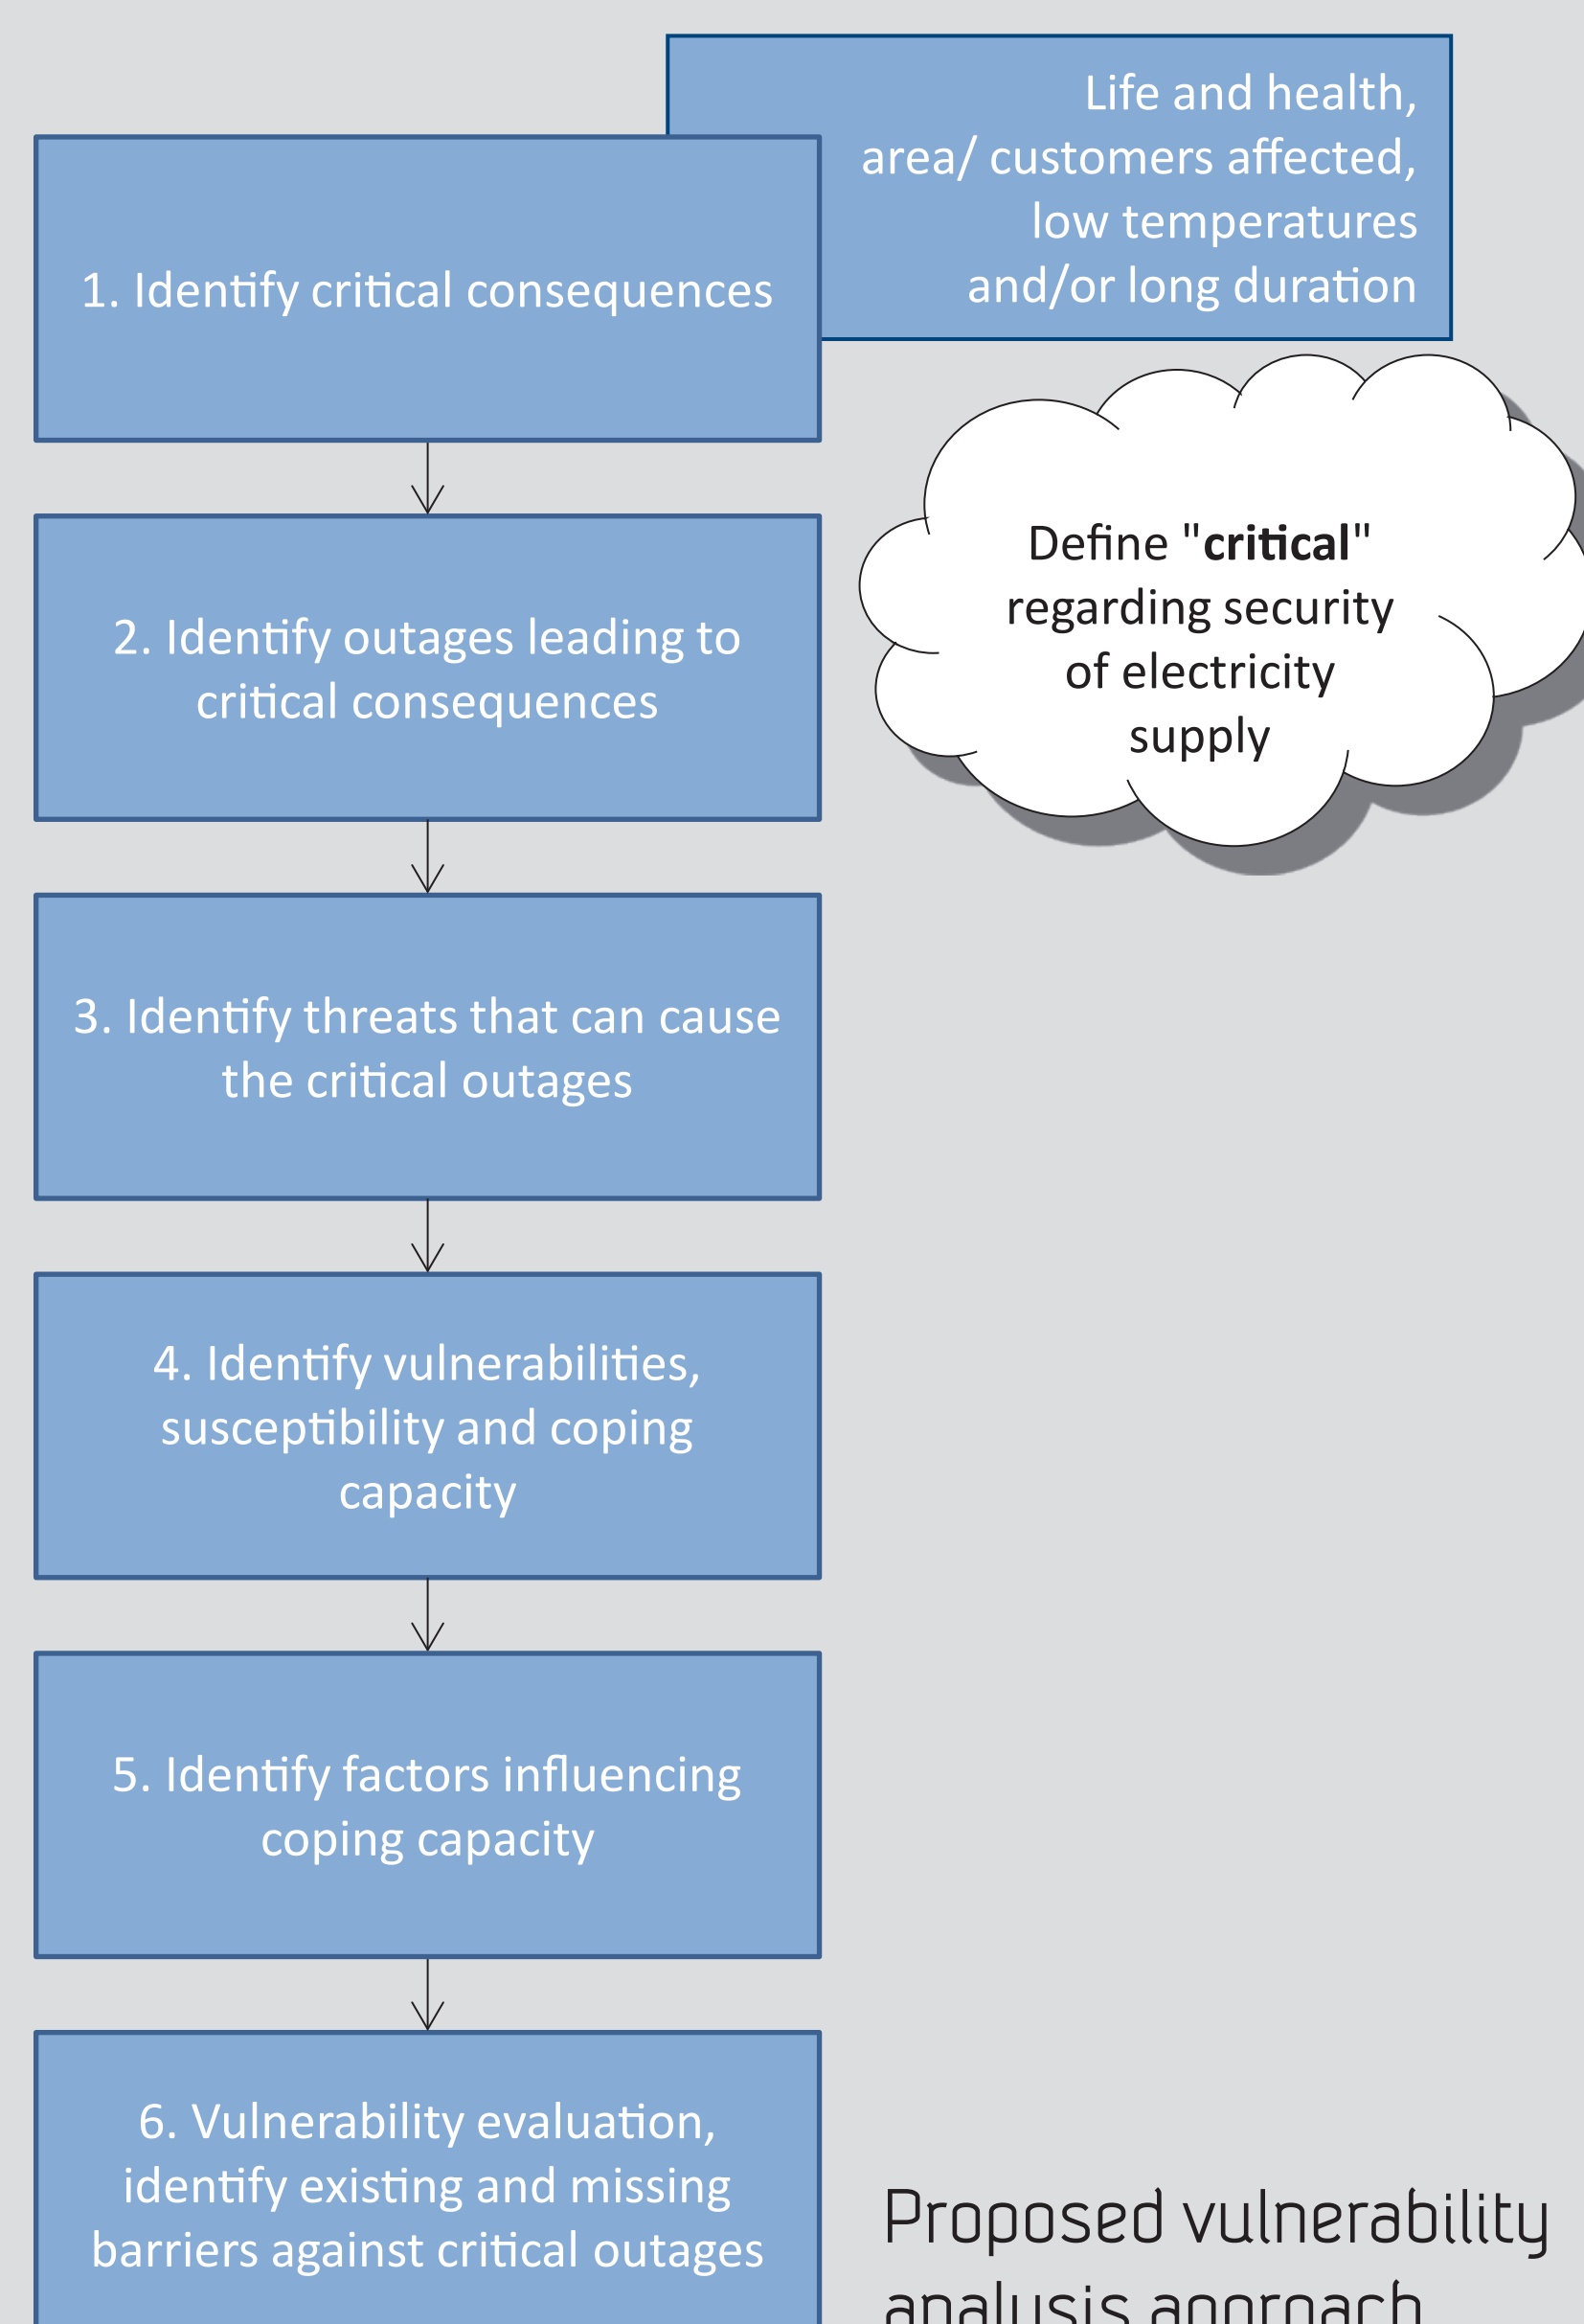 Life and health,
area/ customers affected,
low temperatures
and/or long duration
1. Identify critical consequences
Define "critical"
regarding security
of electricity
supply
2. Identify outages leading to
critical consequences
3. Identify threats that can cause
the critical outages
4. Identify vulnerabilities,
susceptibility and coping
capacity
5. Identify factors influencing
coping capacity
6. Vulnerability evaluation,
identify existing and missing
barriers against critical outages
Proposed vulnerability
analysis approach